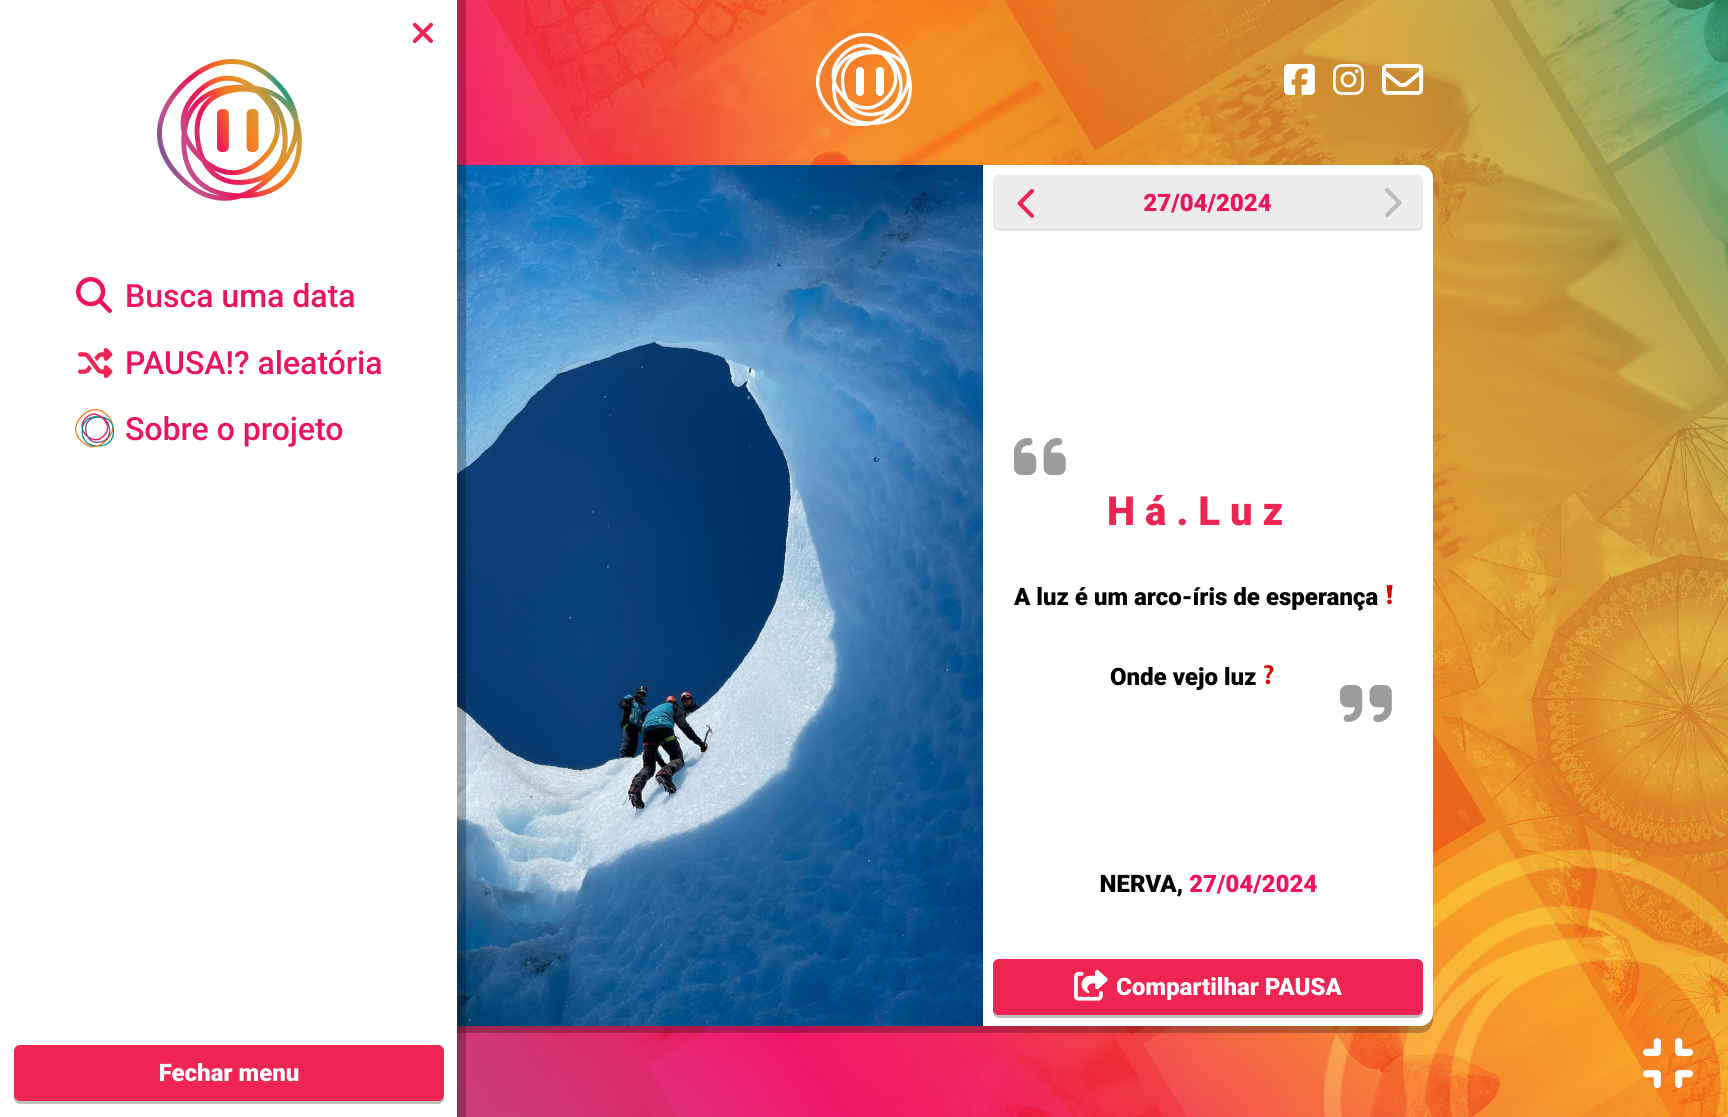 Busca uma data
PAUSA!? aleatória
Sobre o projeto
Fechar menu
27/04/2024
Há.Luz
A luz é um arco-íris de esperança !
Onde vejo luz ?
NERVA, 27/04/2024
Compartilhar PAUSA